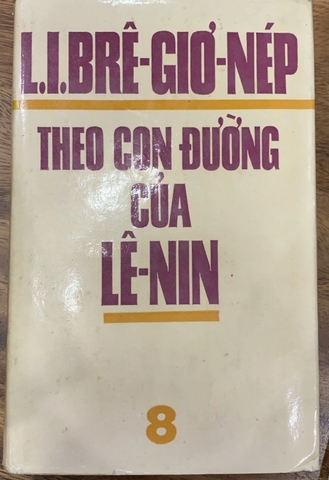 L.I.BRÊ-GIƠ-NÉP
THEO CON ĐƯỜNG
CỦA
LÊ-NIN
8